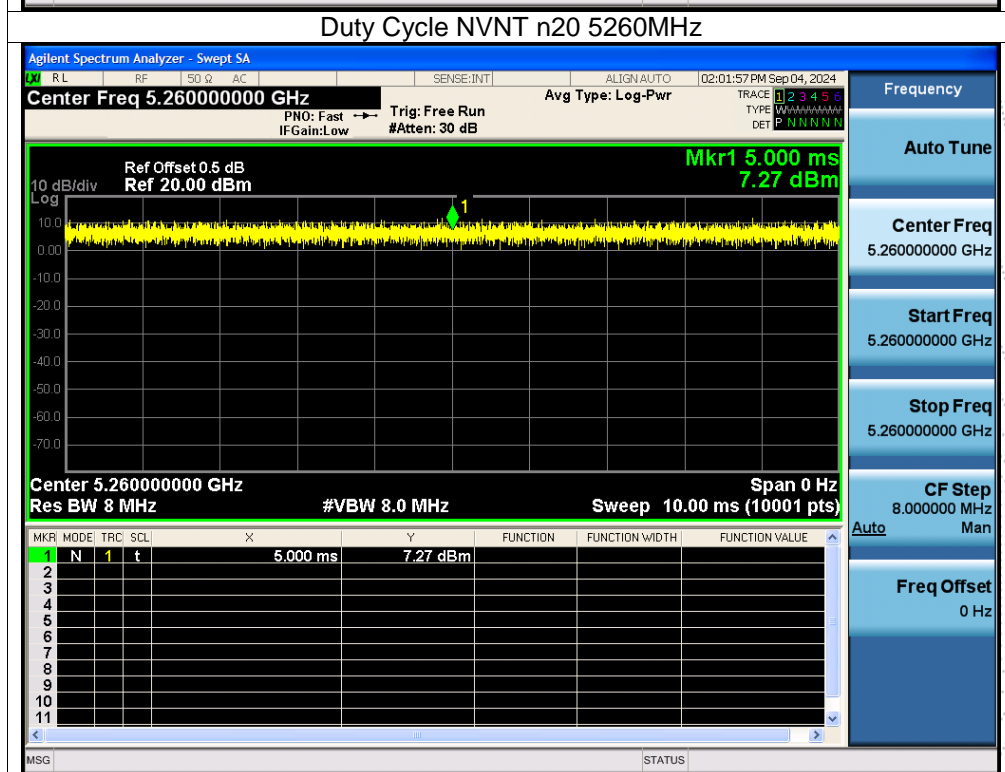 Duty Cycle NVNT n20 5260MHz
Agilent Spectrum Analyzer - Swept SA
LXI RL RF 50 Ω AC SENSE:INT ALIGN AUTO 02:01:57 PM Sep 04, 2024
Center Freq 5.260000000 GHz
PNO: Fast
IFGain:Low
Trig: Free Run
#Atten: 30 dB
Avg Type: Log-Pwr
TRACE 1 2 3 4 5 6
TYPE WWWWWW
DET P N N N N N
Mkr1 5.000 ms
7.27 dBm
Ref Offset 0.5 dB
10 dB/div Ref 20.00 dBm
Log
1
10.0
0.00
-10.0
-20.0
-30.0
-40.0
-50.0
-60.0
-70.0
Center 5.260000000 GHz Span 0 Hz
Res BW 8 MHz #VBW 8.0 MHz Sweep 10.00 ms (10001 pts)
MKR MODE TRC SCL X Y FUNCTION FUNCTION WIDTH FUNCTION VALUE
1 N 1 t 5.000 ms 7.27 dBm
2
3
4
5
6
7
8
9
10
11
MSG STATUS
Frequency
Auto Tune
Center Freq
5.260000000 GHz
Start Freq
5.260000000 GHz
Stop Freq
5.260000000 GHz
CF Step
8.000000 MHz
Auto Man
Freq Offset
0 Hz